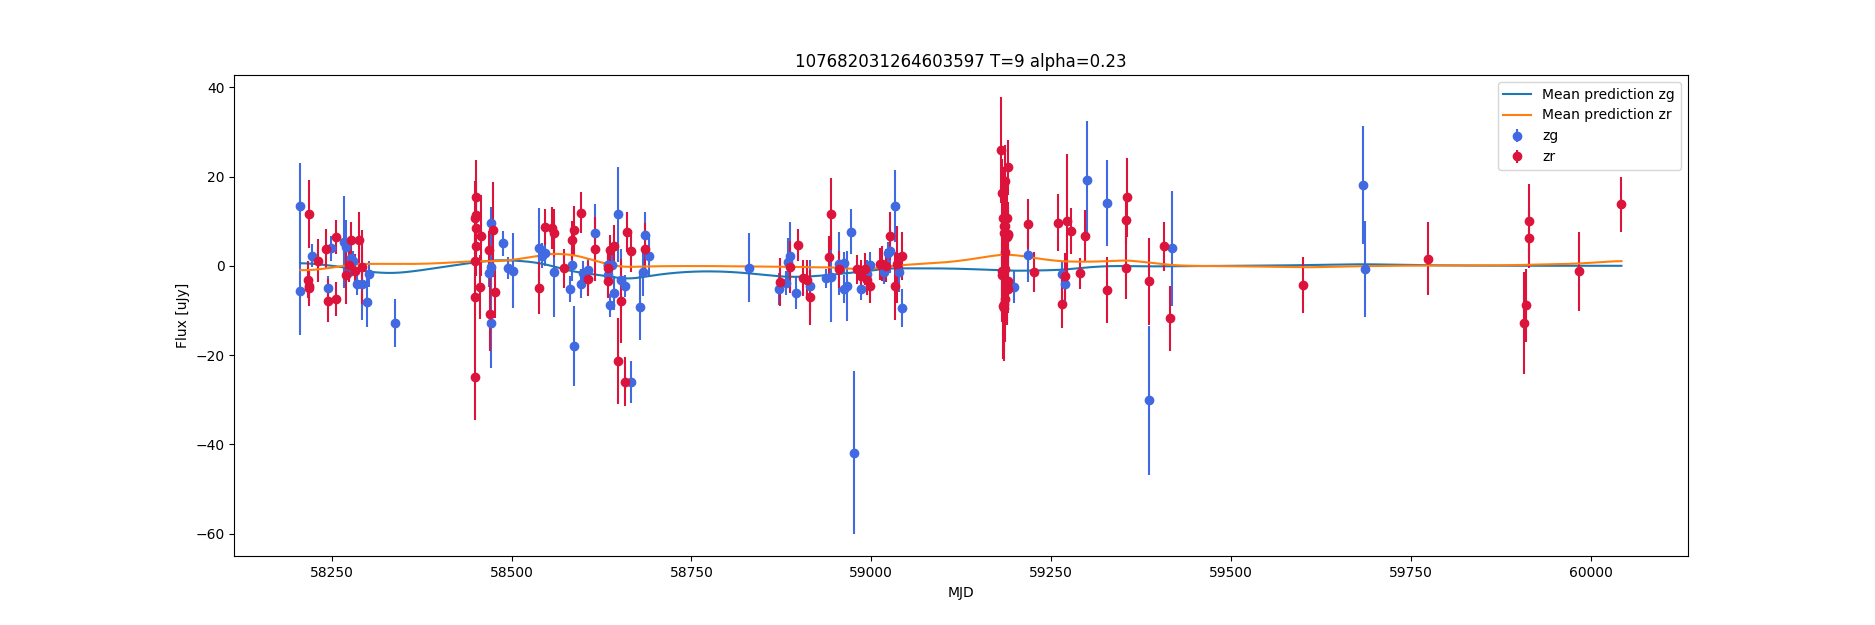 107682031264603597 T=9 alpha=0.23
Mean prediction zg
Mean prediction zr
zg
zr
Flux [uJy]
40
20
0
−20
−40
−60
58250 58500 58750 59000 59250 59500 59750 60000
MJD